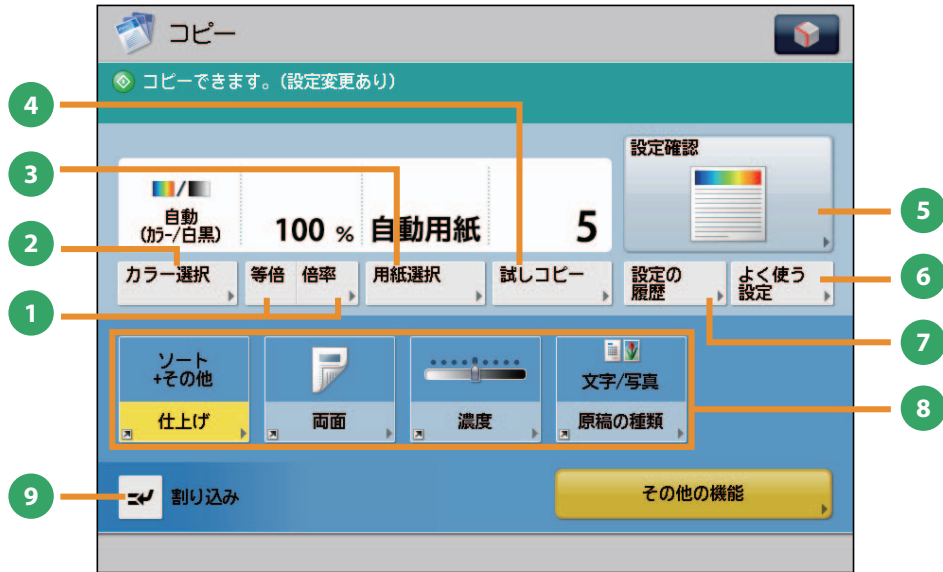 コピー
コピーできます。(設定変更あり)
4
設定確認
3
自動
(ｶﾗｰ/白黒)
100 %
自動用紙
5
5
2
カラー選択
等倍
倍率
用紙選択
試しコピー
設定の
履歴
よく使う
設定
6
1
7
ソート
+その他
文字/写真
仕上げ
両面
濃度
原稿の種類
8
9
割り込み
その他の機能